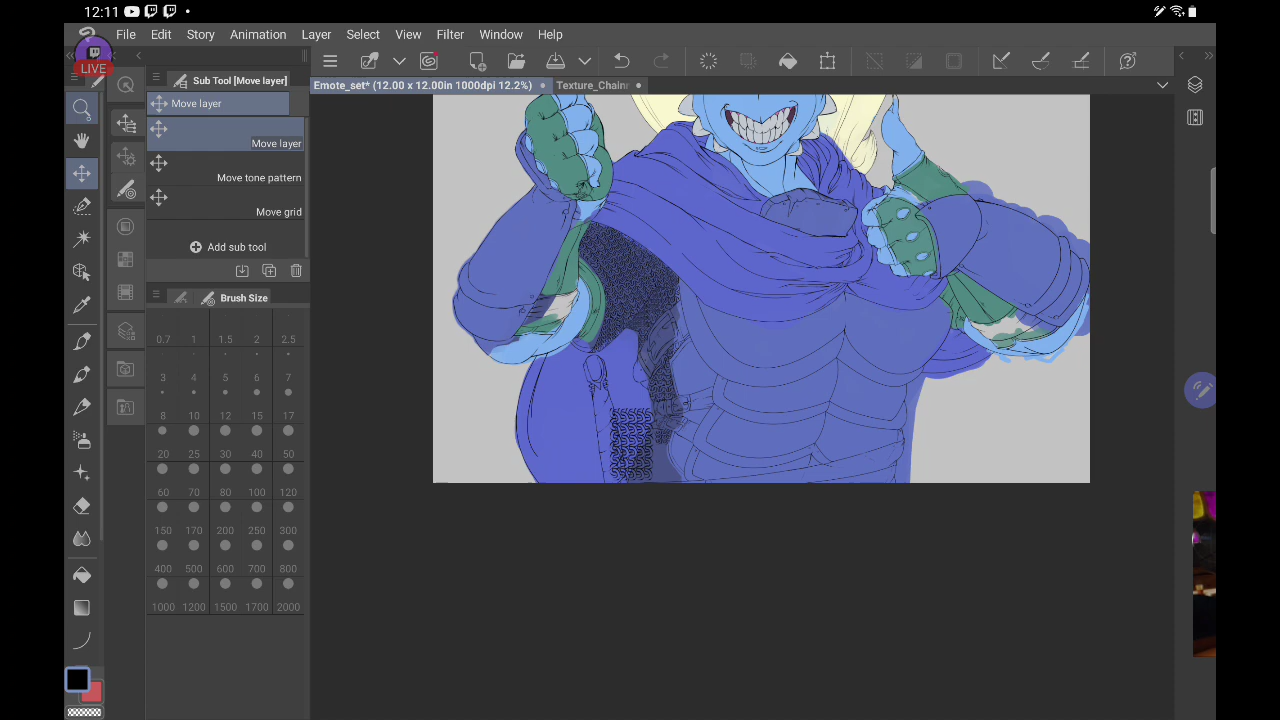 12:11
File Edit Story Animation Layer Select View Filter Window Help
LIVE
Sub Tool [Move layer]
Emote_set* (12.00 x 12.00in 1000dpi 12.2%)
Texture_Chainm
Move layer
Move layer
Move tone pattern
Move grid
Add sub tool
Brush Size
0.7 1 1.5 2 2.5
3 4 5 6 7
8 10 12 15 17
20 25 30 40 50
60 70 80 100 120
150 170 200 250 300
400 500 600 700 800
1000 1200 1500 1700 2000